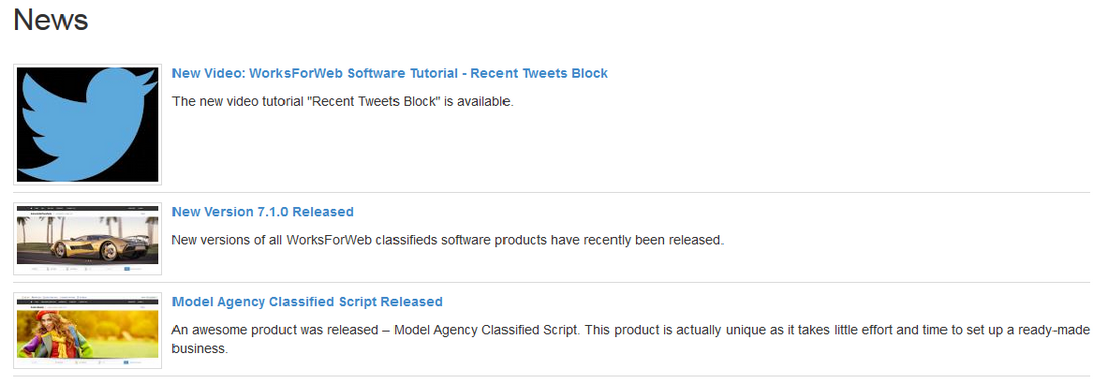 News
New Video: WorksForWeb Software Tutorial - Recent Tweets Block
The new video tutorial "Recent Tweets Block" is available.
New Version 7.1.0 Released
New versions of all WorksForWeb classifieds software products have recently been released.
Model Agency Classified Script Released
An awesome product was released – Model Agency Classified Script. This product is actually unique as it takes little effort and time to set up a ready-made
business.